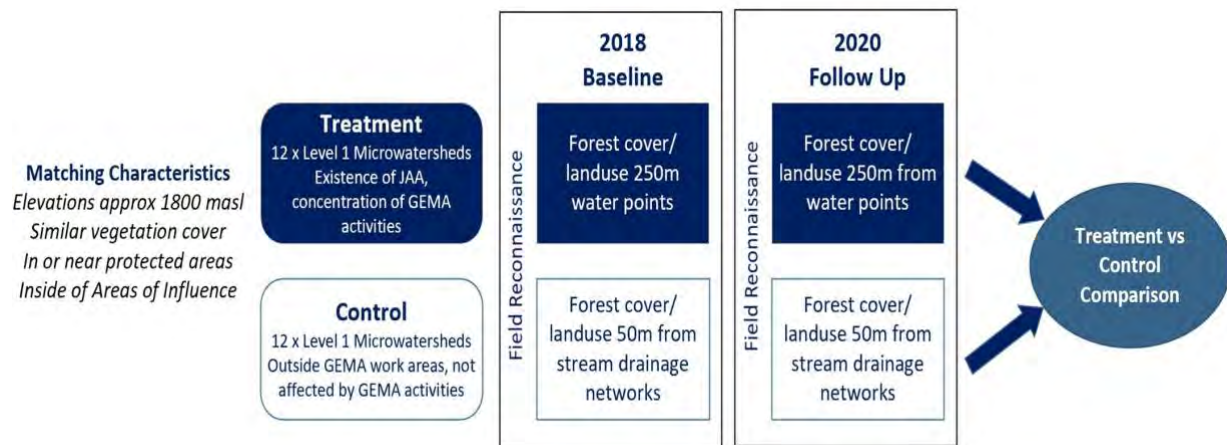 Matching Characteristics
Elevations approx 1800 masl
Similar vegetation cover
In or near protected areas
Inside of Areas of Influence
Treatment
12 x Level 1 Microwatersheds
Existence of JAA,
concentration of GEMA
activities
Control
12 x Level 1 Microwatersheds
Outside GEMA work areas, not
affected by GEMA activities
Field Reconnaissance
2018
Baseline
Forest cover/
landuse 250m
water points
Forest cover/
landuse 50m from
stream drainage
networks
Field Reconnaissance
2020
Follow Up
Forest cover/
landuse 250m from
water points
Forest cover/
landuse 50m from
stream drainage
networks
Treatment vs
Control
Comparison